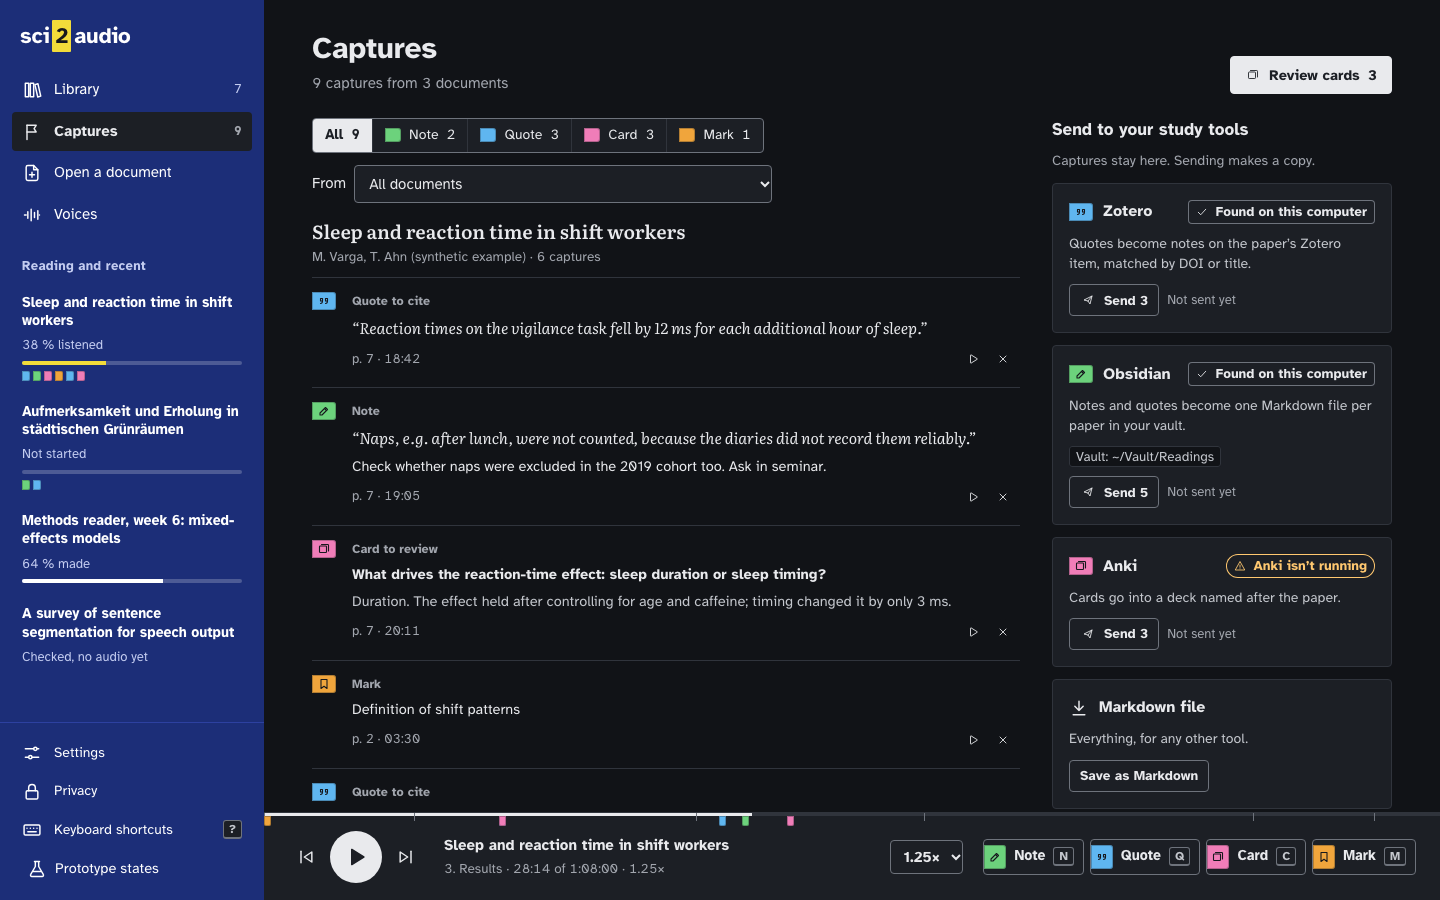 sci2audio
Library 7
Captures 9
Open a document
Voices
Reading and recent
Sleep and reaction time in shift
workers
38 % listened
Aufmerksamkeit und Erholung in
städtischen Grünräumen
Not started
Methods reader, week 6: mixed-
effects models
64 % made
A survey of sentence
segmentation for speech output
Checked, no audio yet
Settings
Privacy
Keyboard shortcuts ?
Prototype states
Captures
9 captures from 3 documents
Review cards 3
All 9 Note 2 Quote 3 Card 3 Mark 1
From All documents
Sleep and reaction time in shift workers
M. Varga, T. Ahn (synthetic example) · 6 captures
Quote to cite
“Reaction times on the vigilance task fell by 12 ms for each additional hour of sleep.”
p. 7 · 18:42
Note
“Naps, e.g. after lunch, were not counted, because the diaries did not record them reliably.”
Check whether naps were excluded in the 2019 cohort too. Ask in seminar.
p. 7 · 19:05
Card to review
What drives the reaction-time effect: sleep duration or sleep timing?
Duration. The effect held after controlling for age and caffeine; timing changed it by only 3 ms.
p. 7 · 20:11
Mark
Definition of shift patterns
p. 2 · 03:30
Quote to cite
Send to your study tools
Captures stay here. Sending makes a copy.
Zotero Found on this computer
Quotes become notes on the paper’s Zotero
item, matched by DOI or title.
Send 3 Not sent yet
Obsidian Found on this computer
Notes and quotes become one Markdown file per
paper in your vault.
Vault: ~/Vault/Readings
Send 5 Not sent yet
Anki Anki isn’t running
Cards go into a deck named after the paper.
Send 3 Not sent yet
Markdown file
Everything, for any other tool.
Save as Markdown
Sleep and reaction time in shift workers
3. Results · 28:14 of 1:08:00 · 1.25×
1.25× Note N Quote Q Card C Mark M